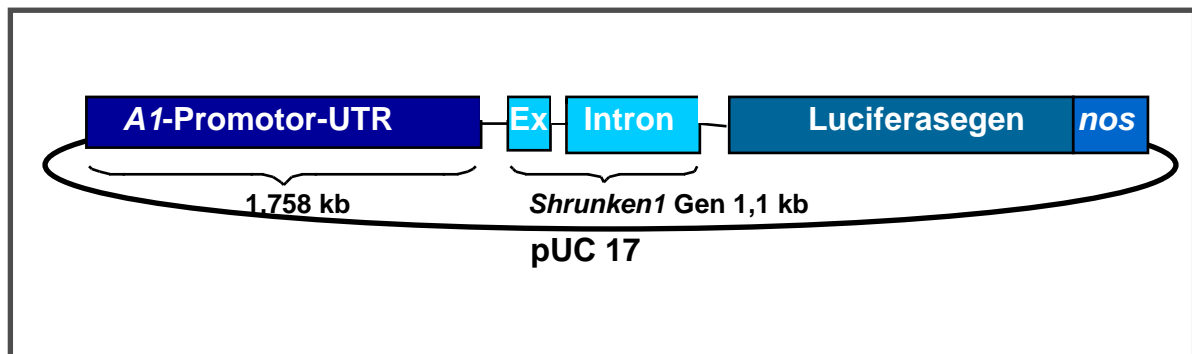 A1-Promotor-UTR Ex Intron Luciferasegen nos
1.758 kb Shrunken1 Gen 1,1 kb
pUC 17